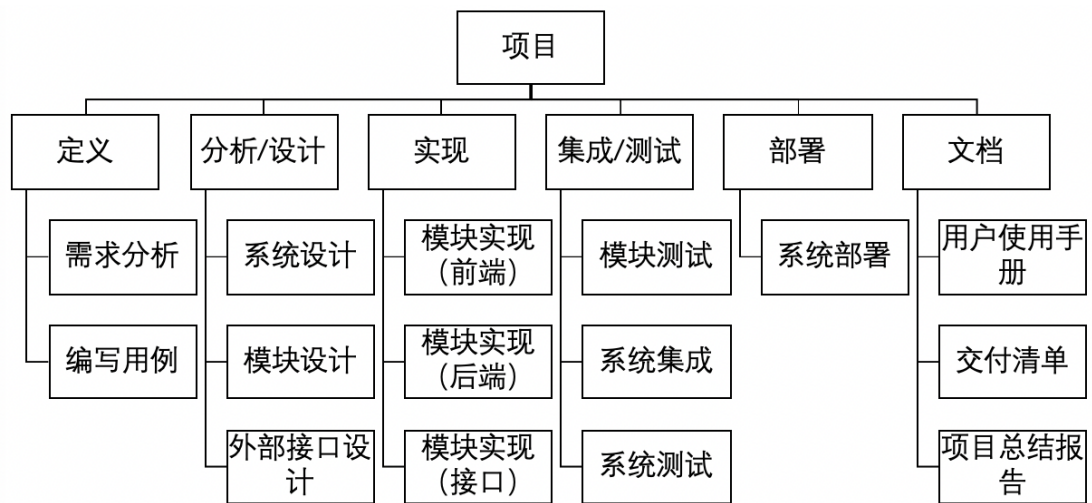 项目
定义
分析/设计
实现
集成/测试
部署
文档
需求分析
系统设计
模块实现
（前端）
模块测试
系统部署
用户使用手
册
编写用例
模块设计
模块实现
（后端）
系统集成
交付清单
外部接口设
计
模块实现
（接口）
系统测试
项目总结报
告